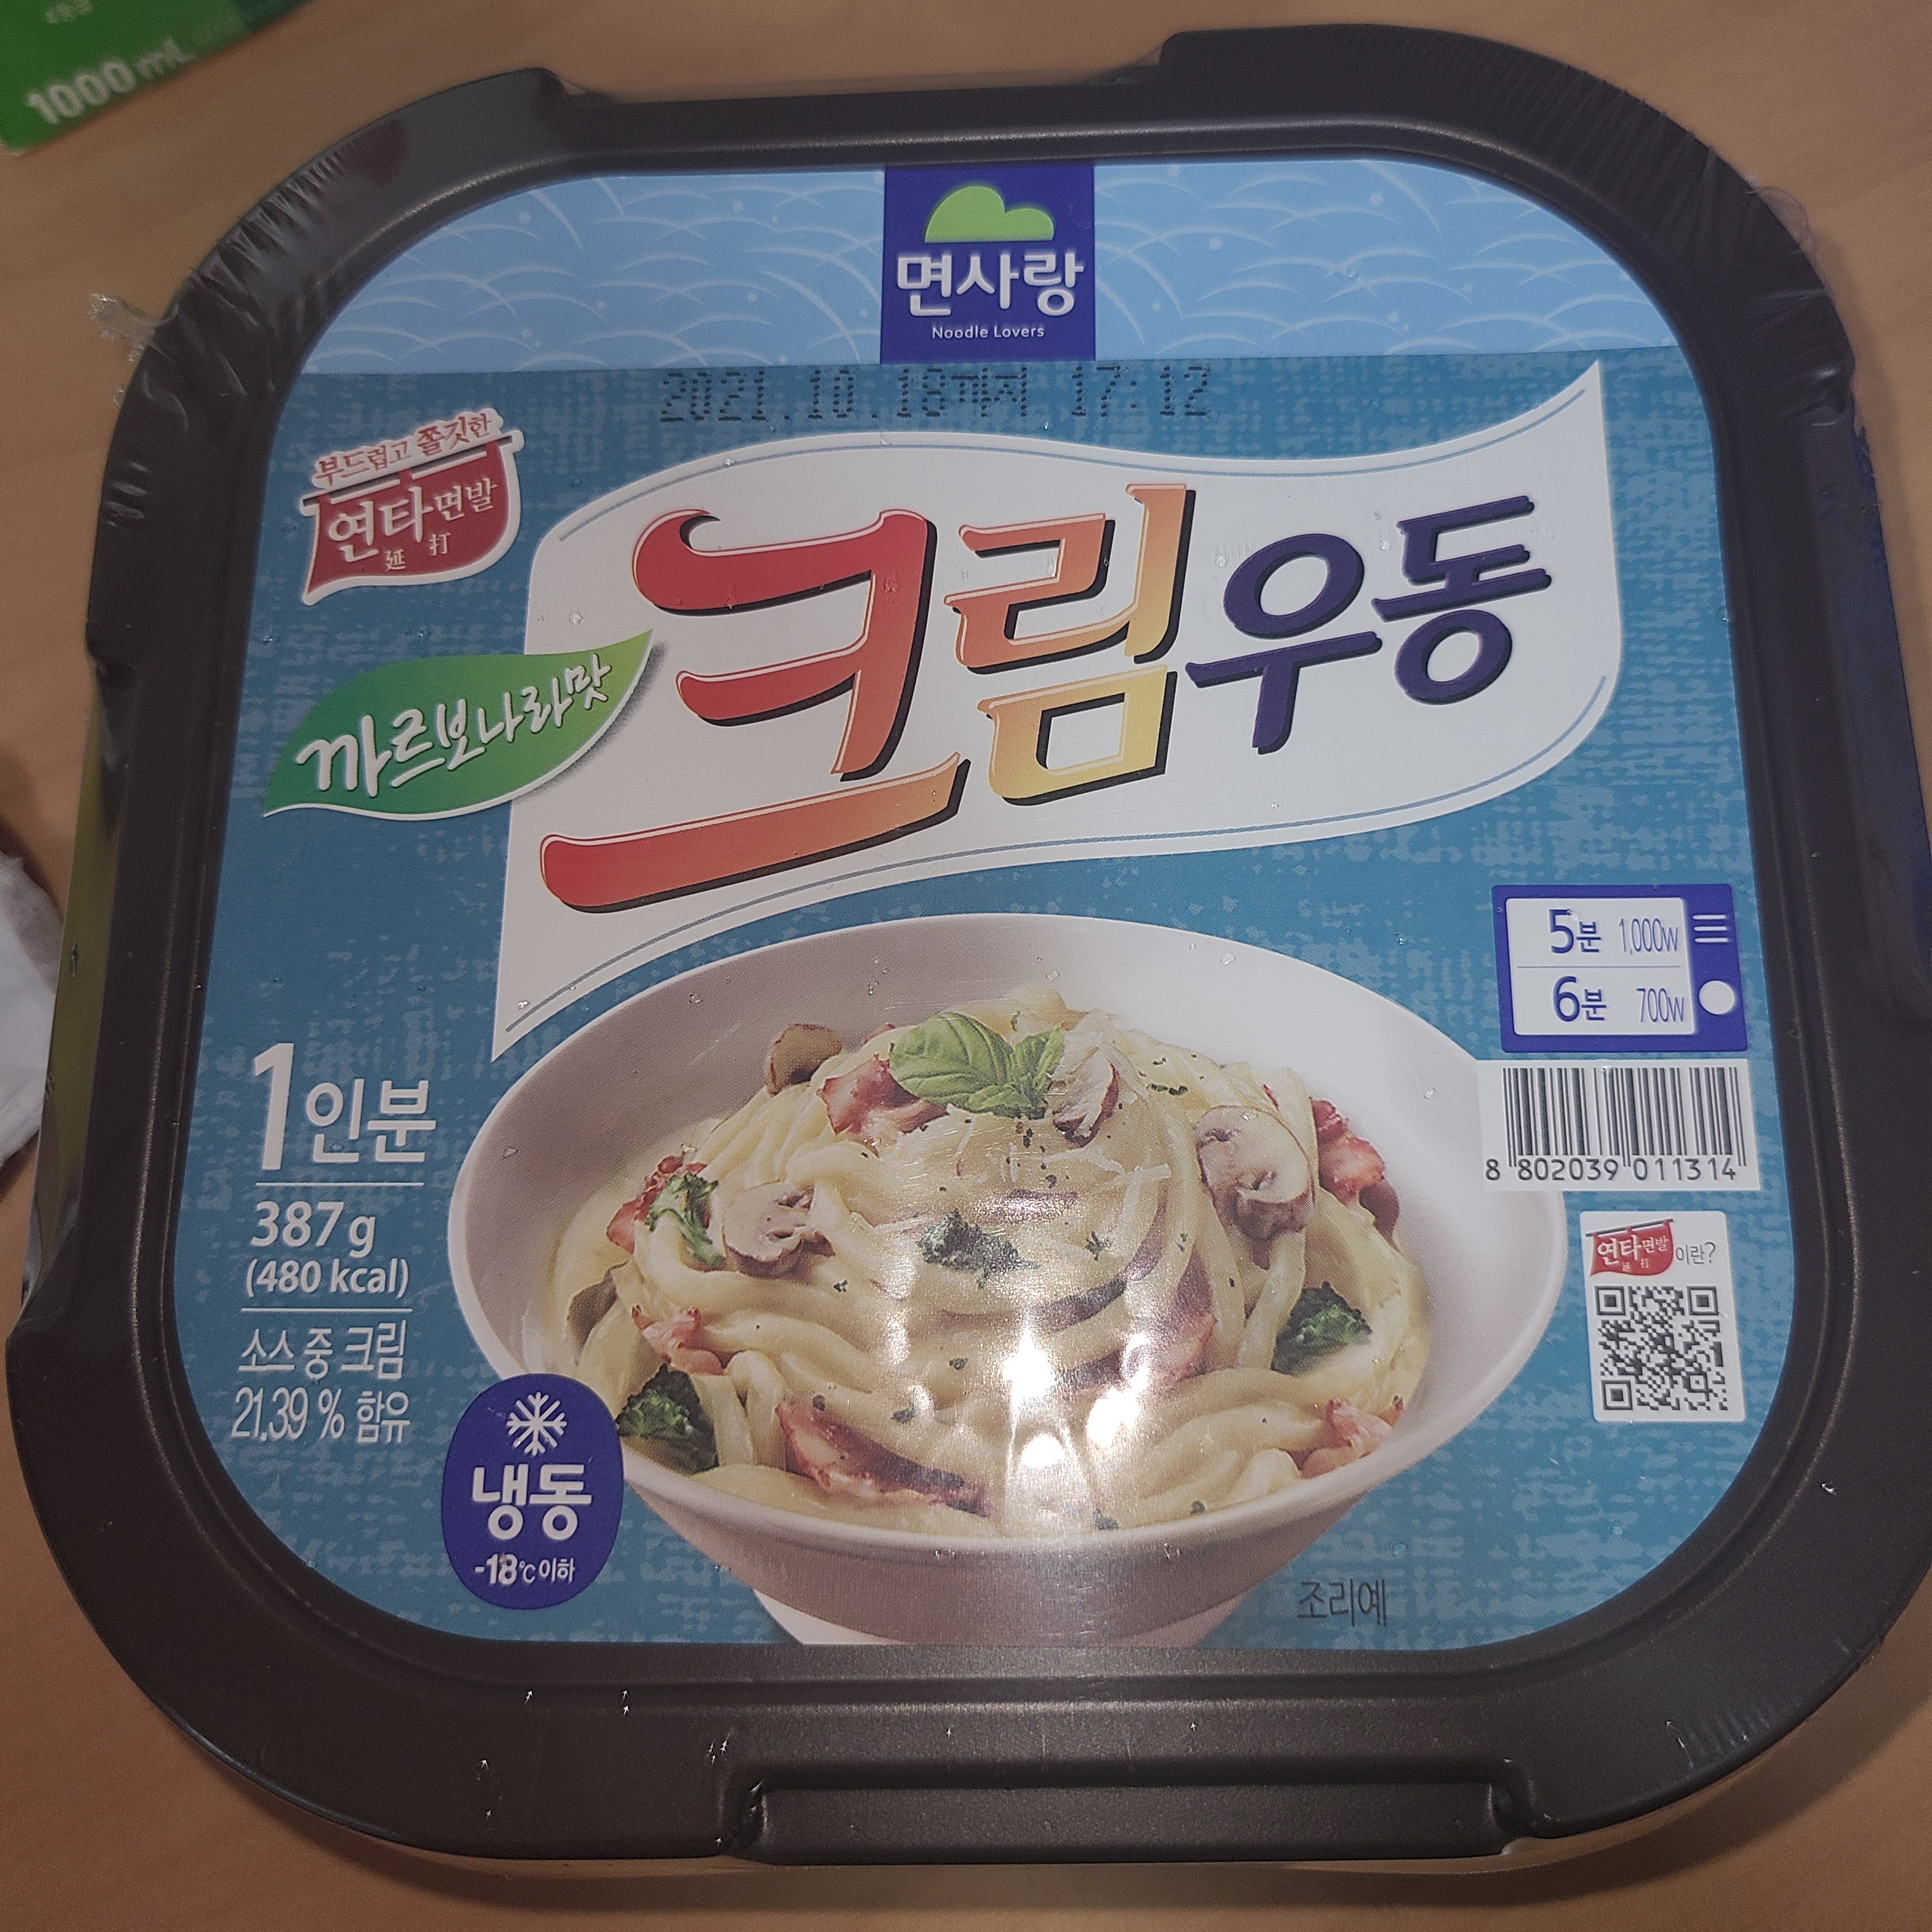 1000 mL
면사랑
Noodle Lovers
2021.10.18까지 17:12
부드럽고 쫄깃한
연타면발
延 打
크림우동
까르보나라맛
5분 1,000w
6분 700w
8 802039 011314
1인분
387 g
(480 kcal)
소스 중 크림
21.39 % 함유
연타면발이란?
延 打
냉동
-18℃ 이하
조리예